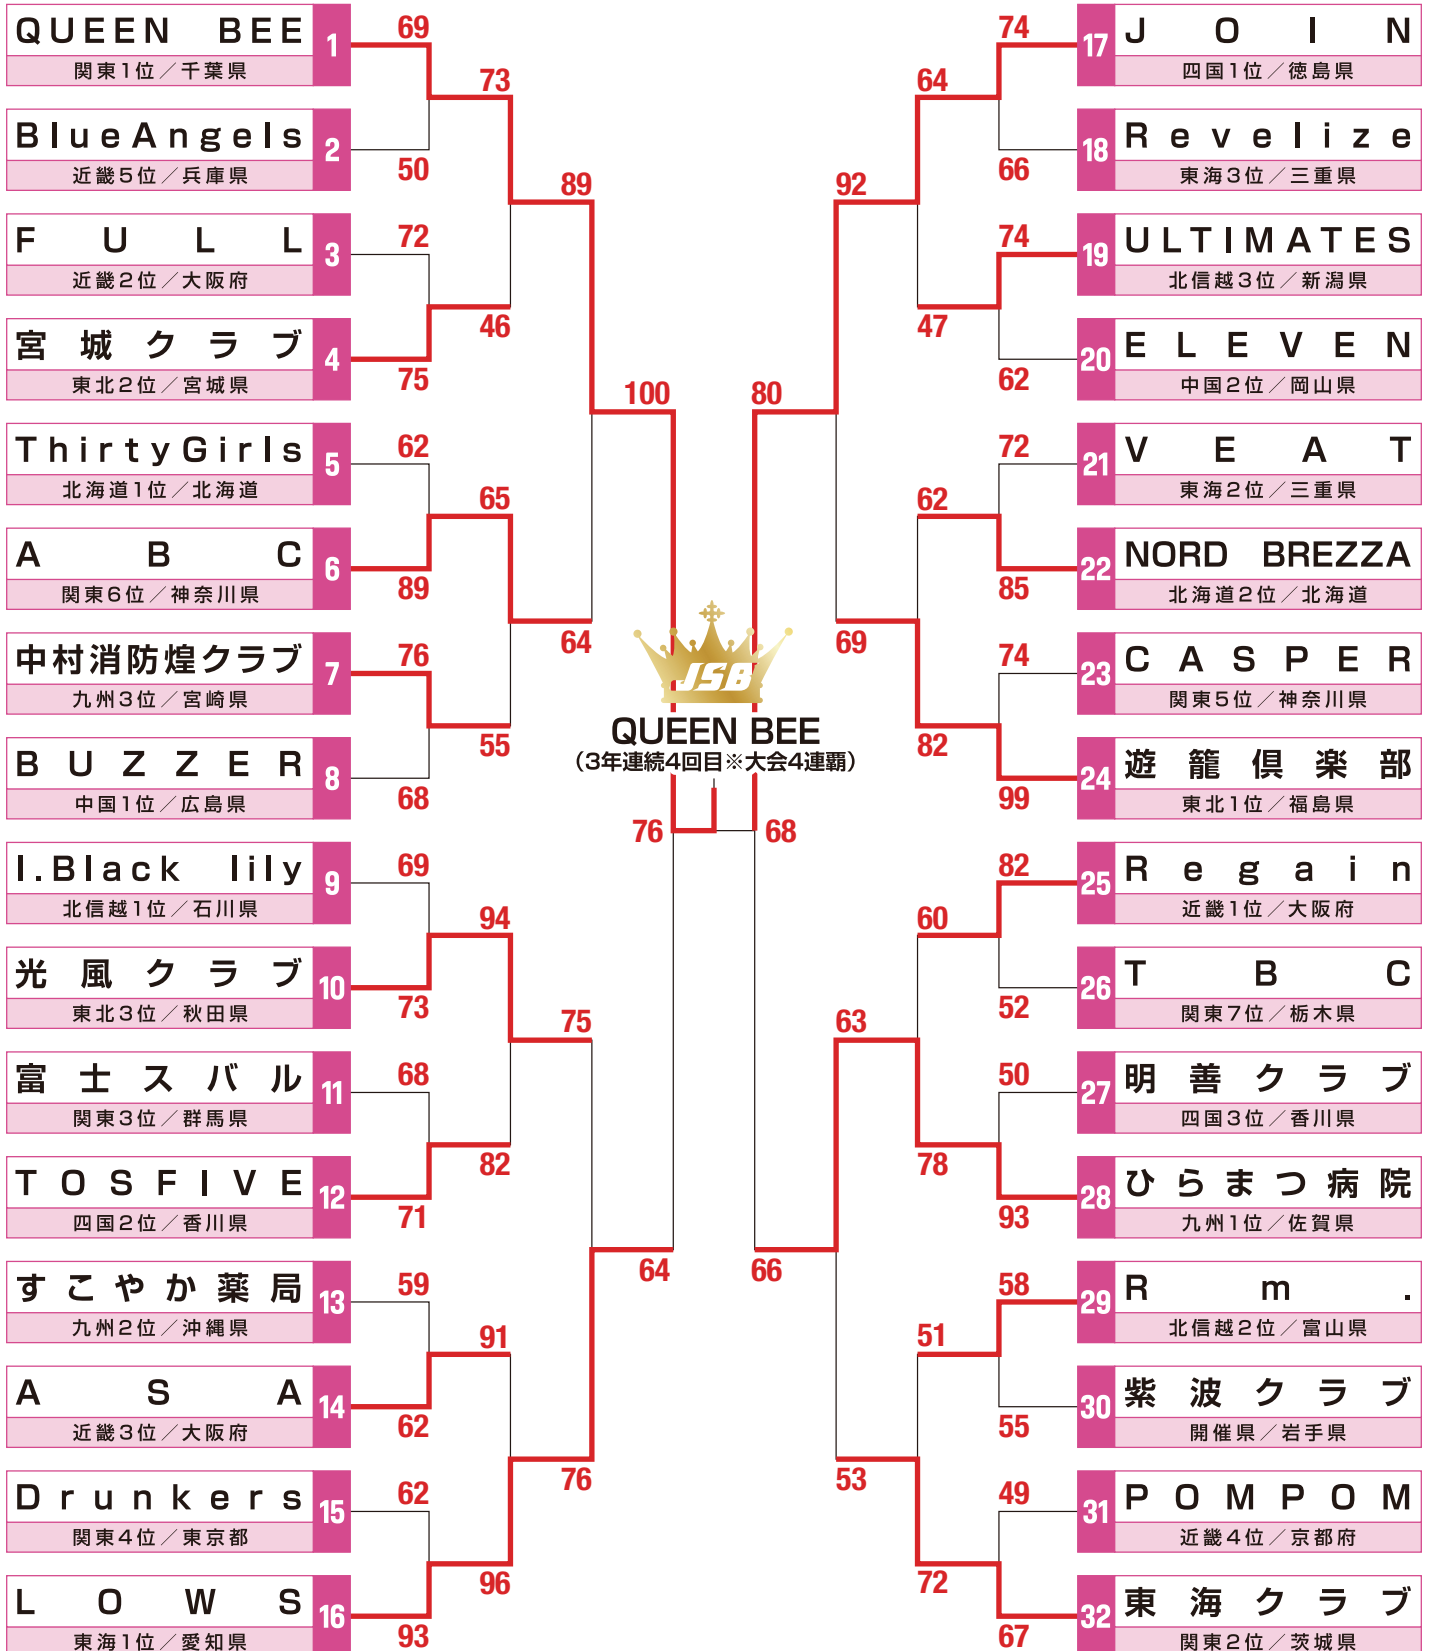 QUEEN BEE
1
関東1位／千葉県
69
73
BlueAngels
2
近畿5位／兵庫県
50
89
FULL
3
近畿2位／大阪府
72
46
宮城クラブ
4
東北2位／宮城県
75
100
ThirtyGirls
5
北海道1位／北海道
62
65
ABC
6
関東6位／神奈川県
89
64
中村消防煌クラブ
7
九州3位／宮崎県
76
55
BUZZER
8
中国1位／広島県
68
76
I.Black lily
9
北信越1位／石川県
69
94
光風クラブ
10
東北3位／秋田県
73
75
富士スバル
11
関東3位／群馬県
68
82
TOSFIVE
12
四国2位／香川県
71
64
すこやか薬局
13
九州2位／沖縄県
59
91
ASA
14
近畿3位／大阪府
62
76
Drunkers
15
関東4位／東京都
62
96
LOWS
16
東海1位／愛知県
93
JSB
QUEEN BEE
（3年連続4回目※大会4連覇）
74
17
JOIN
四国1位／徳島県
64
66
18
Revelize
東海3位／三重県
92
74
19
ULTIMATES
北信越3位／新潟県
47
62
20
ELEVEN
中国2位／岡山県
80
72
21
VEAT
東海2位／三重県
62
85
22
NORD BREZZA
北海道2位／北海道
69
74
23
CASPER
関東5位／神奈川県
82
99
24
遊籠倶楽部
東北1位／福島県
68
82
25
Regain
近畿1位／大阪府
60
52
26
TBC
関東7位／栃木県
63
50
27
明善クラブ
四国3位／香川県
78
93
28
ひらまつ病院
九州1位／佐賀県
66
58
29
Rm.
北信越2位／富山県
51
55
30
紫波クラブ
開催県／岩手県
53
49
31
POMPOM
近畿4位／京都府
72
67
32
東海クラブ
関東2位／茨城県